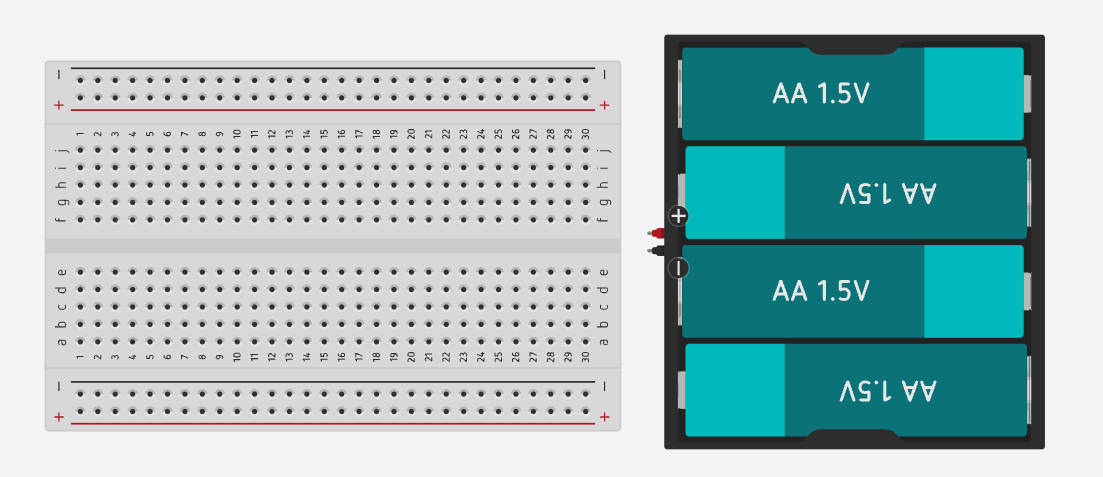 − −
+ +
1 2 3 4 5 6 7 8 9 10 11 12 13 14 15 16 17 18 19 20 21 22 23 24 25 26 27 28 29 30
j j
i i
h h
g g
f f
e e
d d
c c
b b
a a
1 2 3 4 5 6 7 8 9 10 11 12 13 14 15 16 17 18 19 20 21 22 23 24 25 26 27 28 29 30
− −
+ +
AA 1.5V
AA 1.5V
+
−
AA 1.5V
AA 1.5V